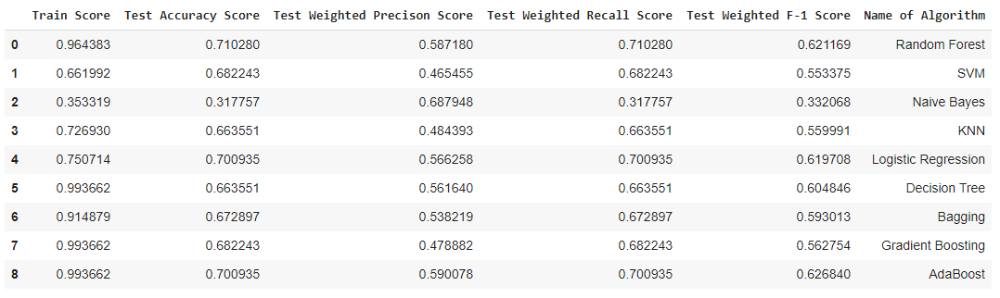 Train Score Test Accuracy Score Test Weighted Precison Score Test Weighted Recall Score Test Weighted F-1 Score Name of Algorithm
0 0.964383 0.710280 0.587180 0.710280 0.621169 Random Forest
1 0.661992 0.682243 0.465455 0.682243 0.553375 SVM
2 0.353319 0.317757 0.687948 0.317757 0.332068 Naive Bayes
3 0.726930 0.663551 0.484393 0.663551 0.559991 KNN
4 0.750714 0.700935 0.566258 0.700935 0.619708 Logistic Regression
5 0.993662 0.663551 0.561640 0.663551 0.604846 Decision Tree
6 0.914879 0.672897 0.538219 0.672897 0.593013 Bagging
7 0.993662 0.682243 0.478882 0.682243 0.562754 Gradient Boosting
8 0.993662 0.700935 0.590078 0.700935 0.626840 AdaBoost